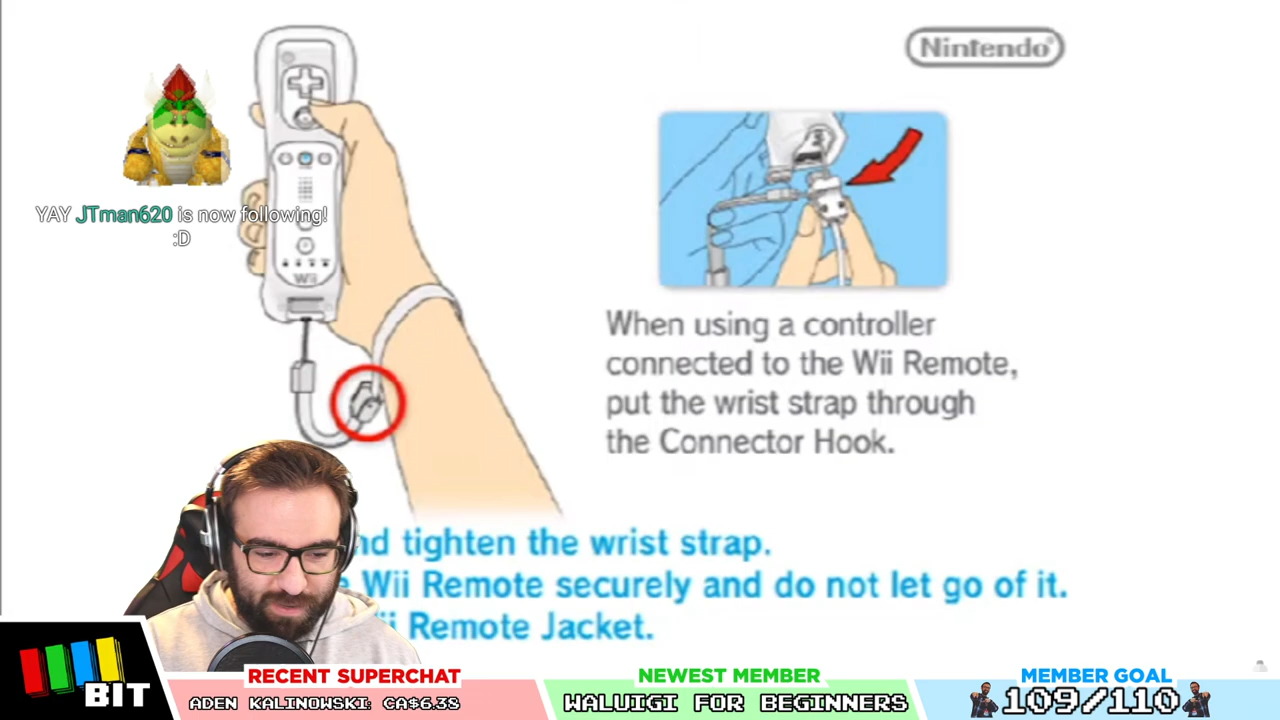 Nintendo®
YAY JTman620 is now following!
:D
Wii
When using a controller
connected to the Wii Remote,
put the wrist strap through
the Connector Hook.
tighten the wrist strap.
Wii Remote securely and do not let go of it.
Remote Jacket.
BIT
RECENT SUPERCHAT
ADEN KALINOWSKI: CA$6.38
NEWEST MEMBER
WALUIGI FOR BEGINNERS
MEMBER GOAL
109/110